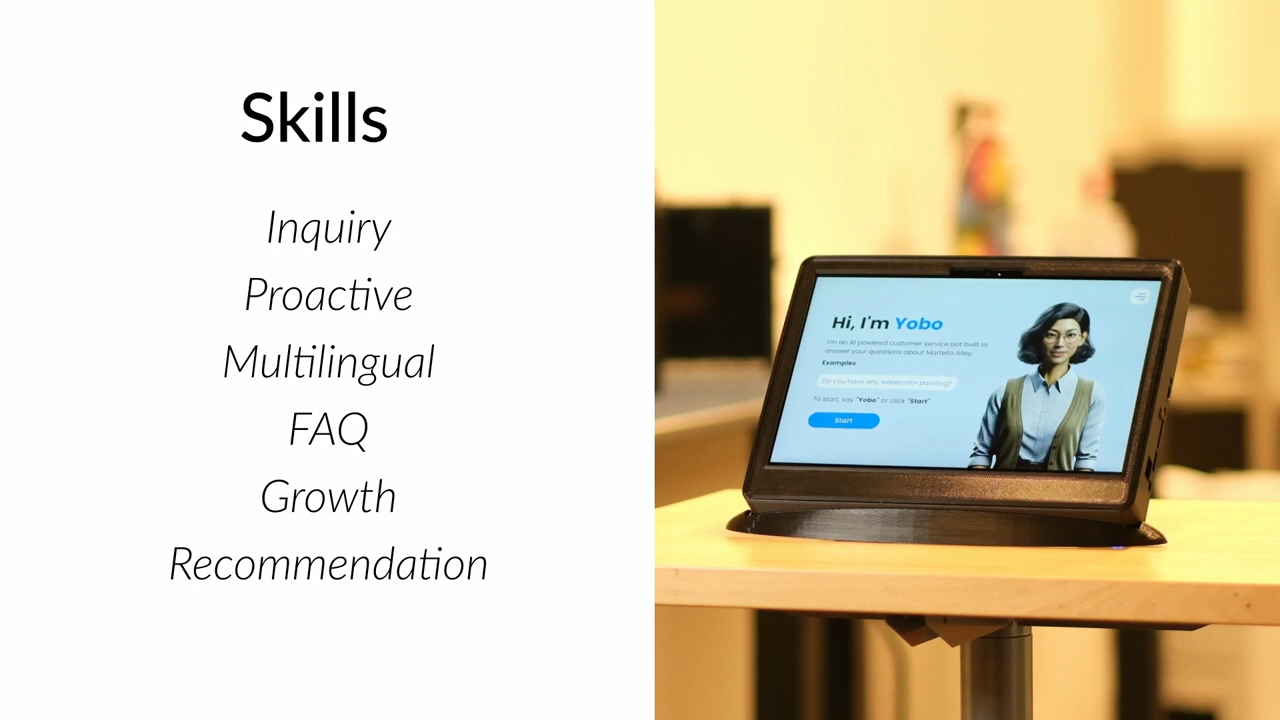 Skills
Inquiry
Proactive
Multilingual
FAQ
Growth
Recommendation
Hi, I'm Yobo
I'm an AI powered customer service bot built to
answer your questions about Martello Alley.
Examples
Do you have any watercolor painting?
To start, say "Yobo" or click "Start"
Start